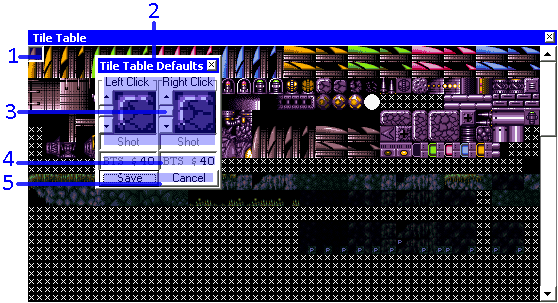 2
Tile Table
1
Tile Table Defaults
Left Click Right Click
3
Shot Shot
4
BTS $ 40 BTS $ 40
5
Save Cancel